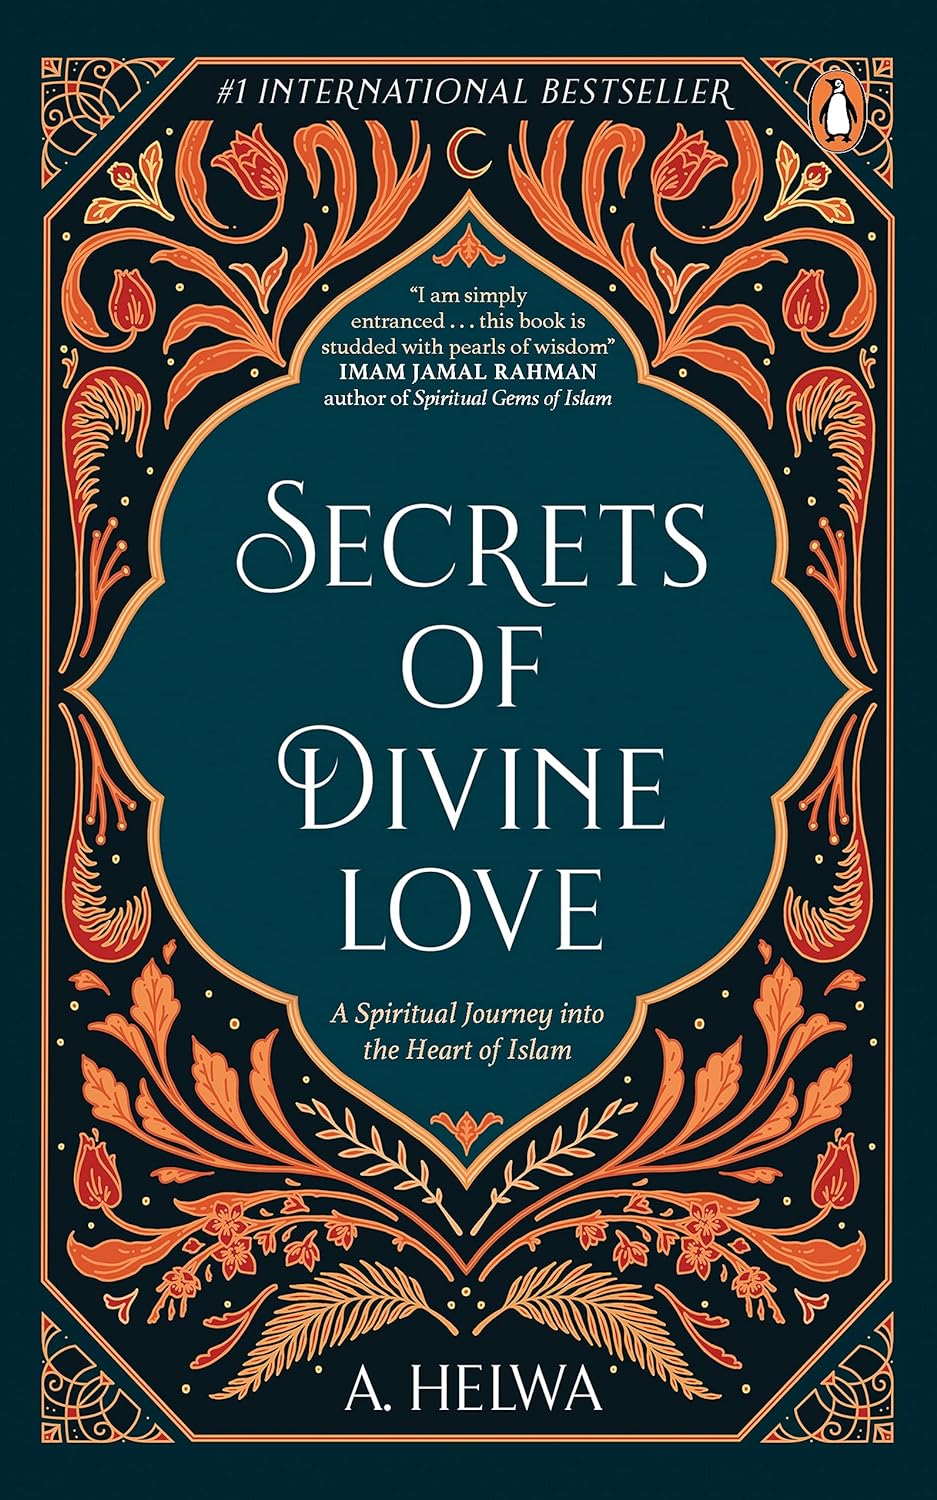 #1 INTERNATIONAL BESTSELLER
“I am simply
entranced . . . this book is
studded with pearls of wisdom”
IMAM JAMAL RAHMAN
author of Spiritual Gems of Islam
SECRETS
OF
DIVINE
LOVE
A Spiritual Journey into
the Heart of Islam
A. HELWA